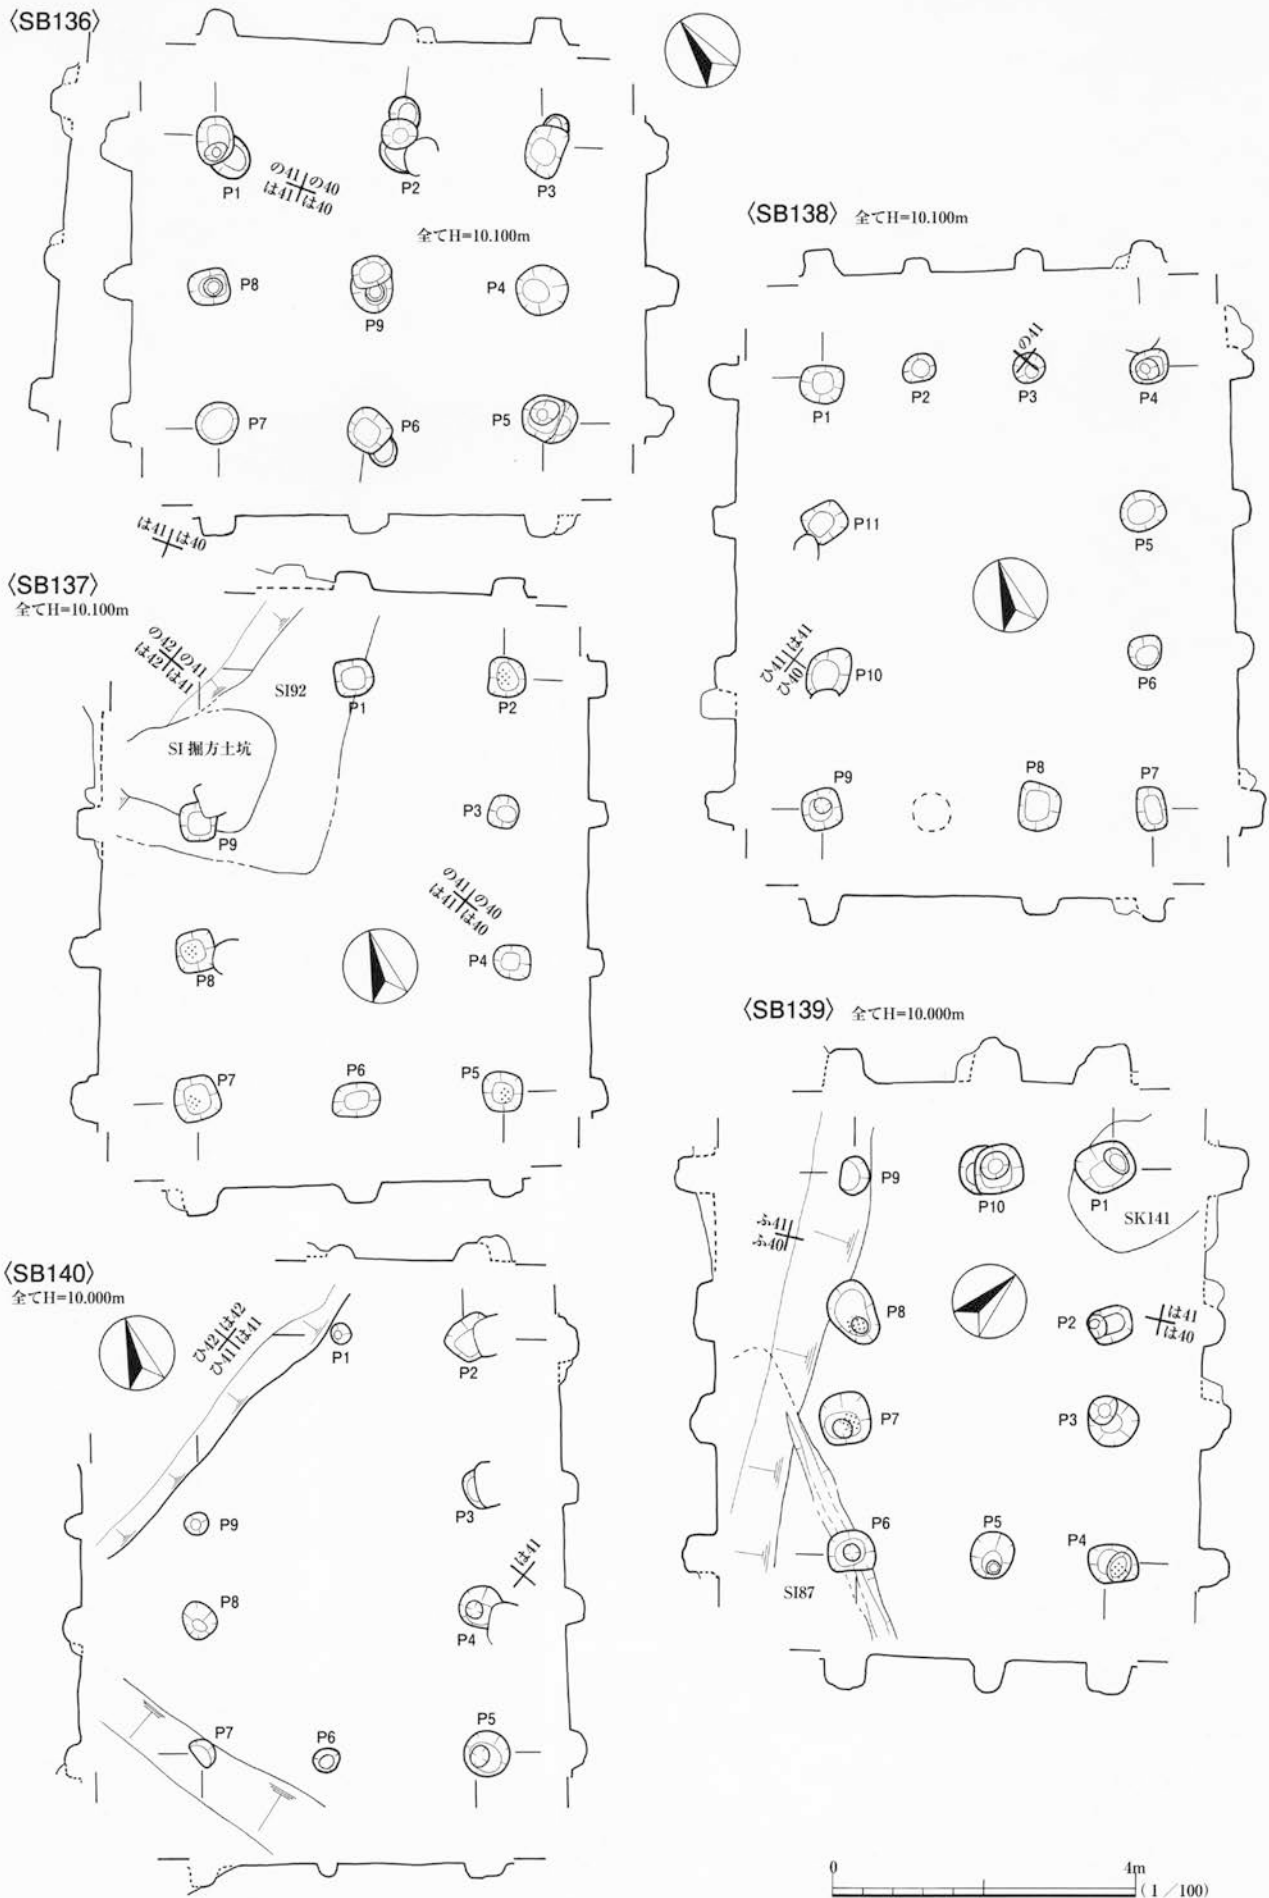 〈SB136〉
P1
P2
P3
の41 の40
は41 は40
全てH=10.100m
P8
P9
P4
P7
P6
P5
は41 は40
〈SB138〉 全てH=10.100m
の41
P1
P2
P3
P4
P11
P5
ひ41 は41
ひ40
P10
P6
P9
P8
P7
〈SB137〉
全てH=10.100m
の42 の41
は42 は41
SI92
P1
P2
SI 掘方土坑
P3
P9
の41 の40
は41 は40
P8
P4
P7
P6
P5
〈SB139〉 全てH=10.000m
P9
P10
P1
SK141
ふ41
ふ40
P8
P2
は41
は40
P7
P3
P6
P5
P4
SI87
〈SB140〉
全てH=10.000m
ひ42 は42
ひ41 は41
P1
P2
P3
P9
は41
P8
P4
P7
P6
P5
0 4m
(1/100)